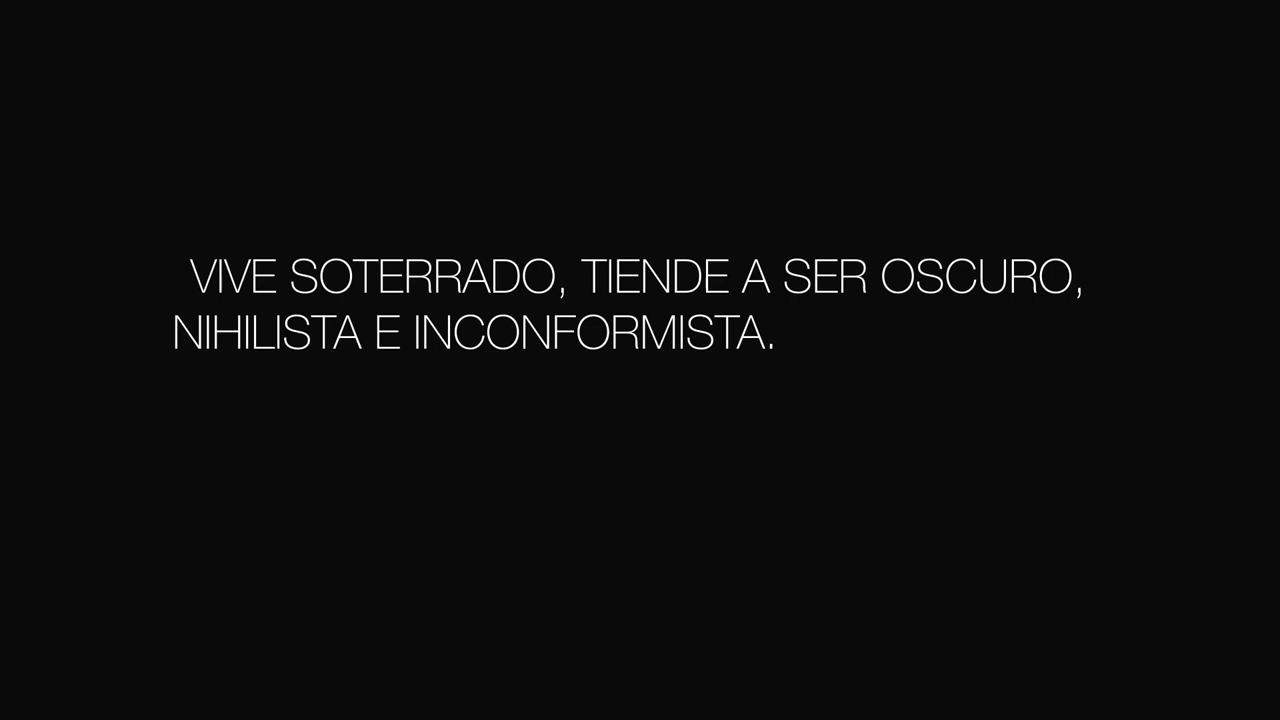 VIVE SOTERRADO, TIENDE A SER OSCURO,
NIHILISTA E INCONFORMISTA.